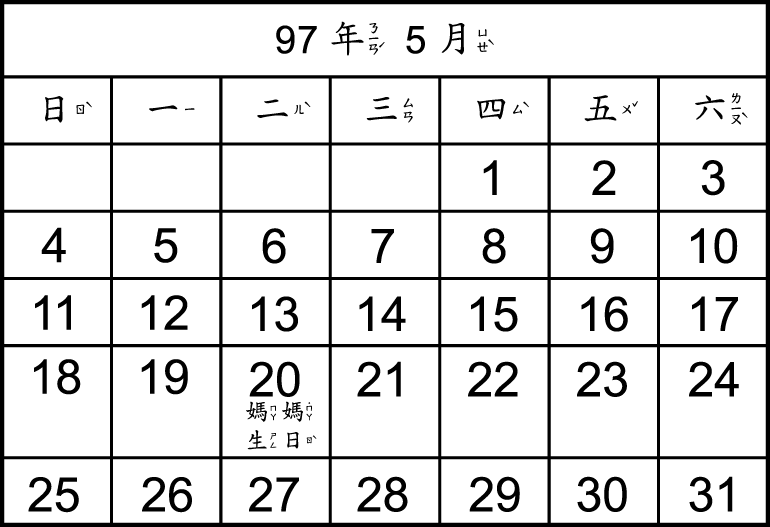 97 年ㄋㄧㄢˊ 5 月ㄩㄝˋ
日ㄖˋ 一ㄧ 二ㄦˋ 三ㄙㄢ 四ㄙˋ 五ㄨˇ 六ㄌㄧㄡˋ
1 2 3
4 5 6 7 8 9 10
11 12 13 14 15 16 17
18 19 20 21 22 23 24
媽ㄇㄚ媽˙ㄇㄚ
生ㄕㄥ日ㄖˋ
25 26 27 28 29 30 31